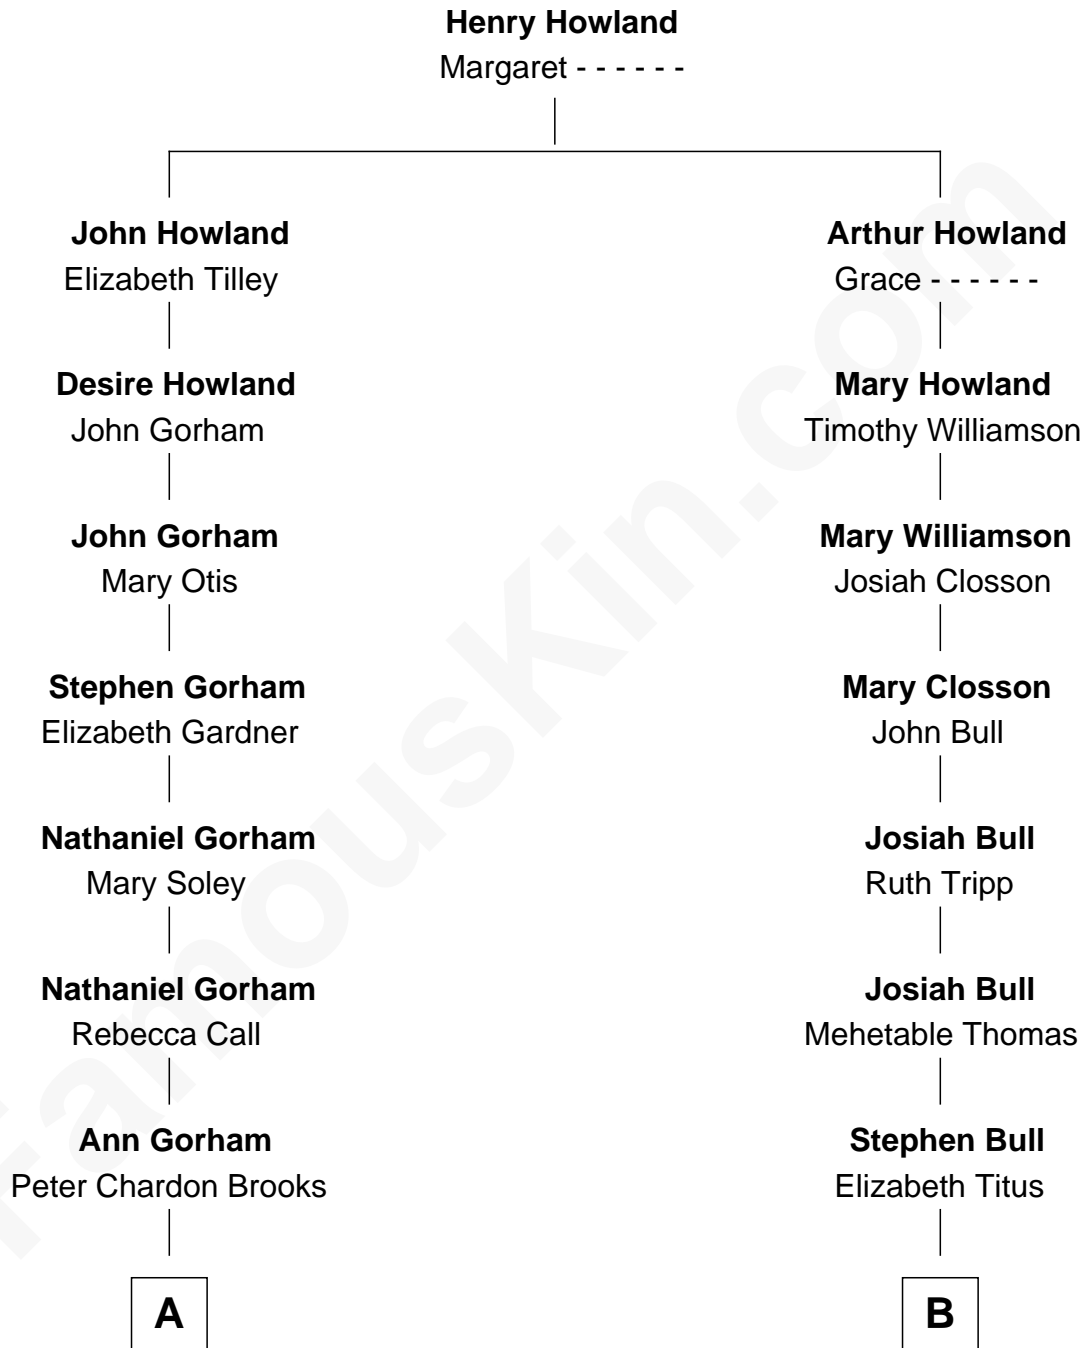 Henry Howland
Margaret - - - - - -
John Howland
Elizabeth Tilley
Arthur Howland
Grace - - - - - -
Desire Howland
John Gorham
Mary Howland
Timothy Williamson
John Gorham
Mary Otis
Mary Williamson
Josiah Closson
Stephen Gorham
Elizabeth Gardner
Mary Closson
John Bull
Nathaniel Gorham
Mary Soley
Josiah Bull
Ruth Tripp
Nathaniel Gorham
Rebecca Call
Josiah Bull
Mehetable Thomas
Ann Gorham
Peter Chardon Brooks
Stephen Bull
Elizabeth Titus
A
B
FamousKin.com